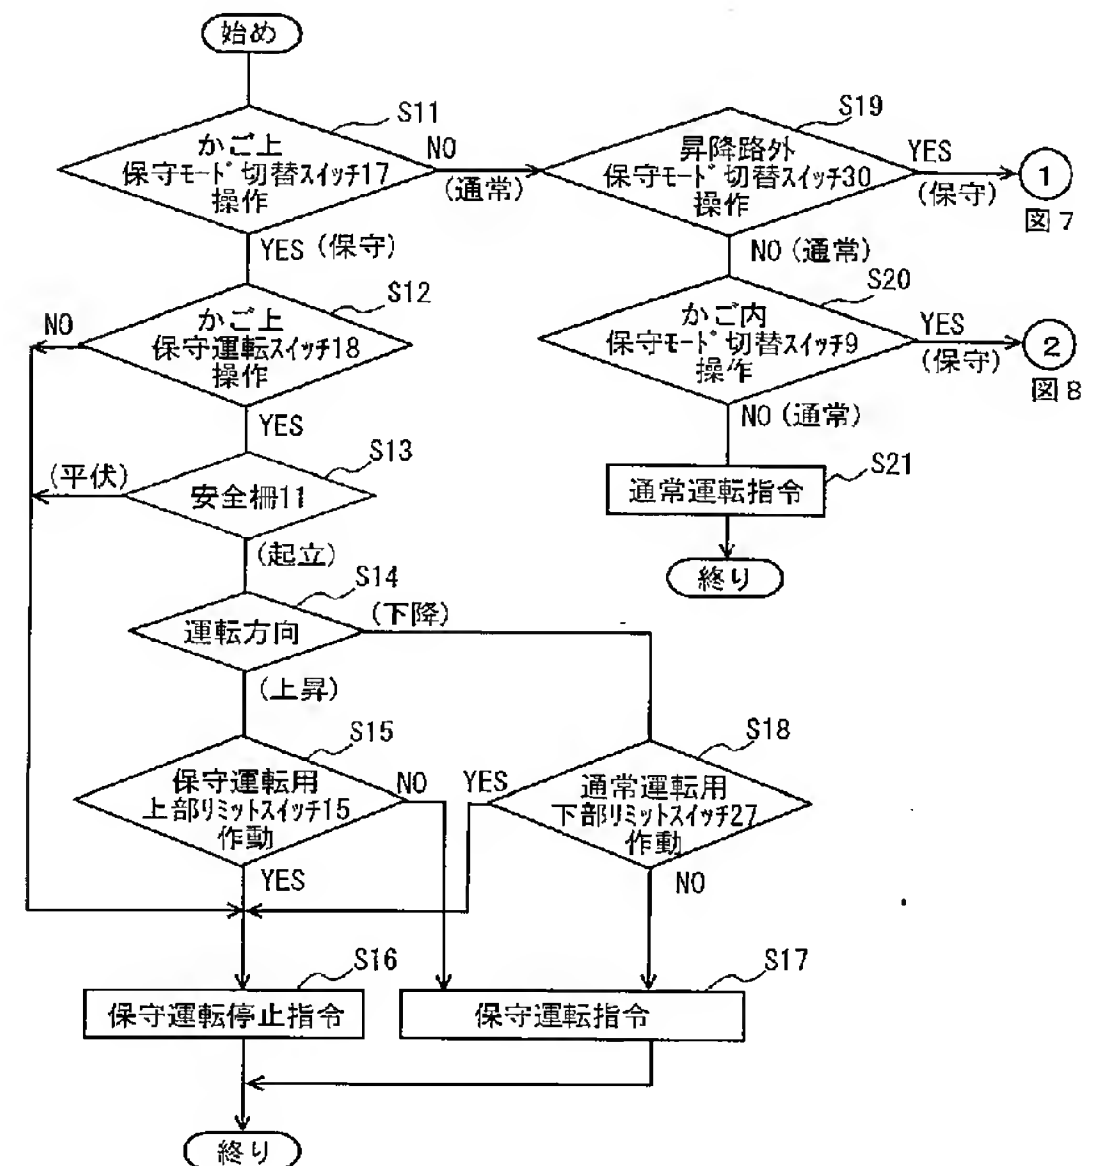 始め
S11
かご上
保守ﾓｰﾄﾞ切替ｽｲｯﾁ17
操作
NO
(通常)
YES (保守)
S19
昇降路外
保守ﾓｰﾄﾞ切替ｽｲｯﾁ30
操作
YES
(保守)
1
図7
NO (通常)
S12
かご上
保守運転ｽｲｯﾁ18
操作
NO
YES
S20
かご内
保守ﾓｰﾄﾞ切替ｽｲｯﾁ9
操作
YES
(保守)
2
図8
NO (通常)
S21
通常運転指令
終り
S13
安全柵11
(平伏)
(起立)
S14
運転方向
(下降)
(上昇)
S15
保守運転用
上部ﾘﾐｯﾄｽｲｯﾁ15
作動
NO
YES
S18
通常運転用
下部ﾘﾐｯﾄｽｲｯﾁ27
作動
YES
NO
S16
保守運転停止指令
S17
保守運転指令
終り